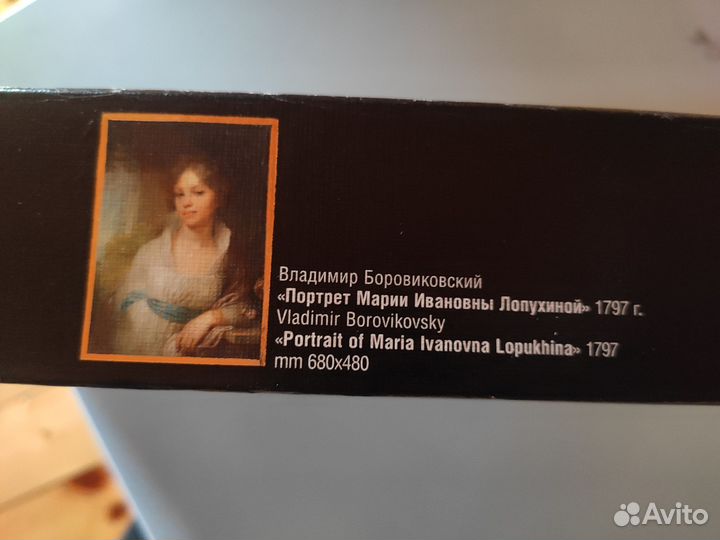 Владимир Боровиковский
«Портрет Марии Ивановны Лопухиной» 1797 г.
Vladimir Borovikovsky
«Portrait of Maria Ivanovna Lopukhina» 1797
mm 680x480
Avito